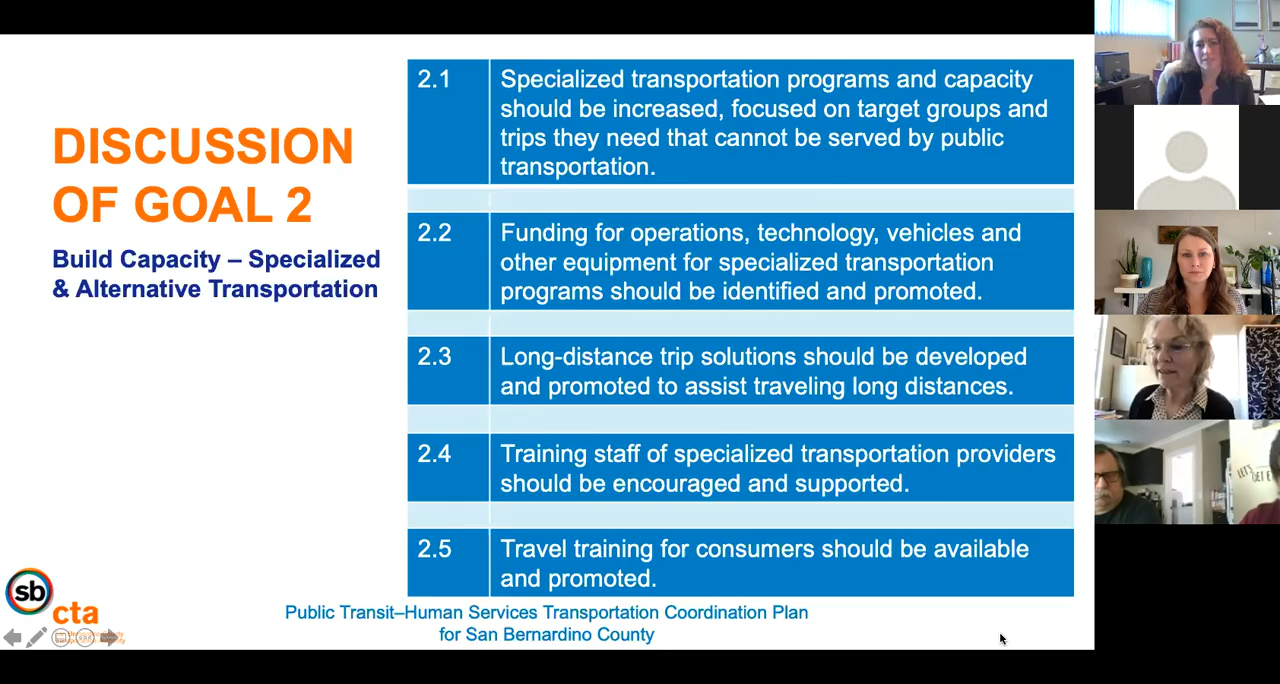 DISCUSSION
OF GOAL 2
Build Capacity – Specialized
& Alternative Transportation
2.1
Specialized transportation programs and capacity
should be increased, focused on target groups and
trips they need that cannot be served by public
transportation.
2.2
Funding for operations, technology, vehicles and
other equipment for specialized transportation
programs should be identified and promoted.
2.3
Long-distance trip solutions should be developed
and promoted to assist traveling long distances.
2.4
Training staff of specialized transportation providers
should be encouraged and supported.
2.5
Travel training for consumers should be available
and promoted.
sb
cta
Public Transit–Human Services Transportation Coordination Plan
for San Bernardino County
LET'S
GET